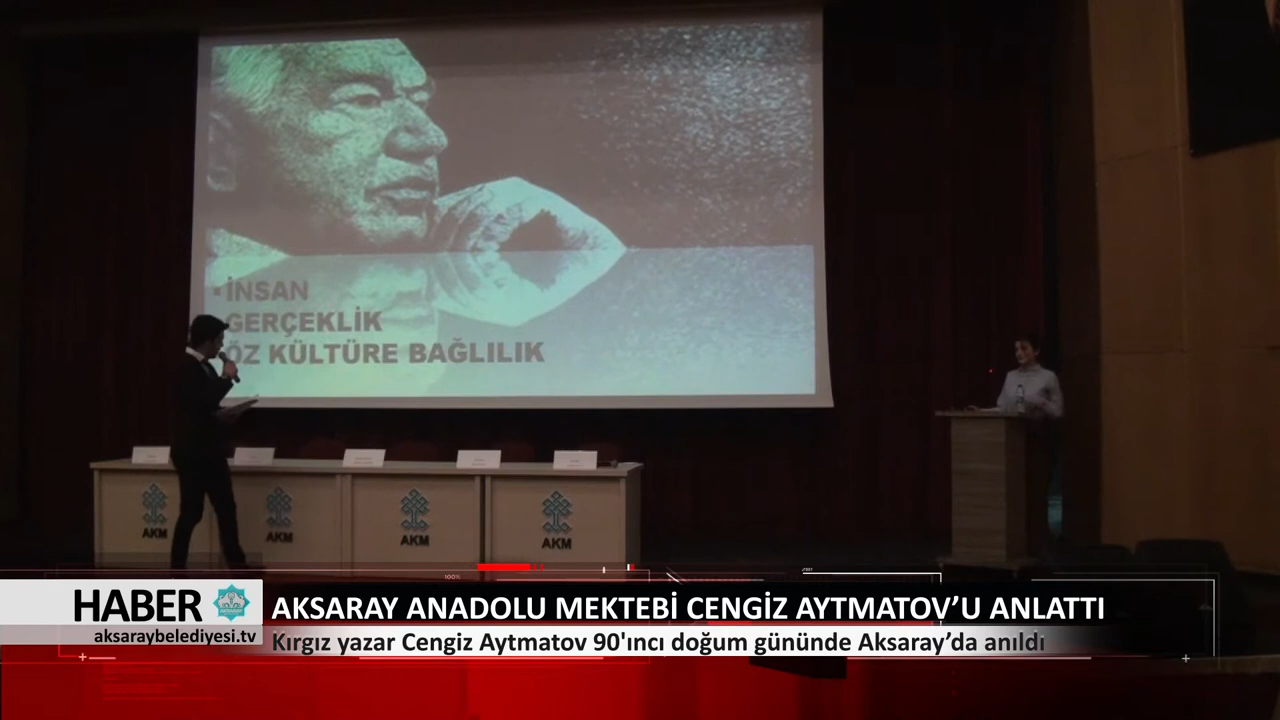 İNSAN
GERÇEKLİK
ÖZ KÜLTÜRE BAĞLILIK
AKM
AKM
AKM
AKM
100%
HABER
aksaraybelediyesi.tv
AKSARAY ANADOLU MEKTEBİ CENGİZ AYTMATOV’U ANLATTI
Kırgız yazar Cengiz Aytmatov 90'ıncı doğum gününde Aksaray’da anıldı